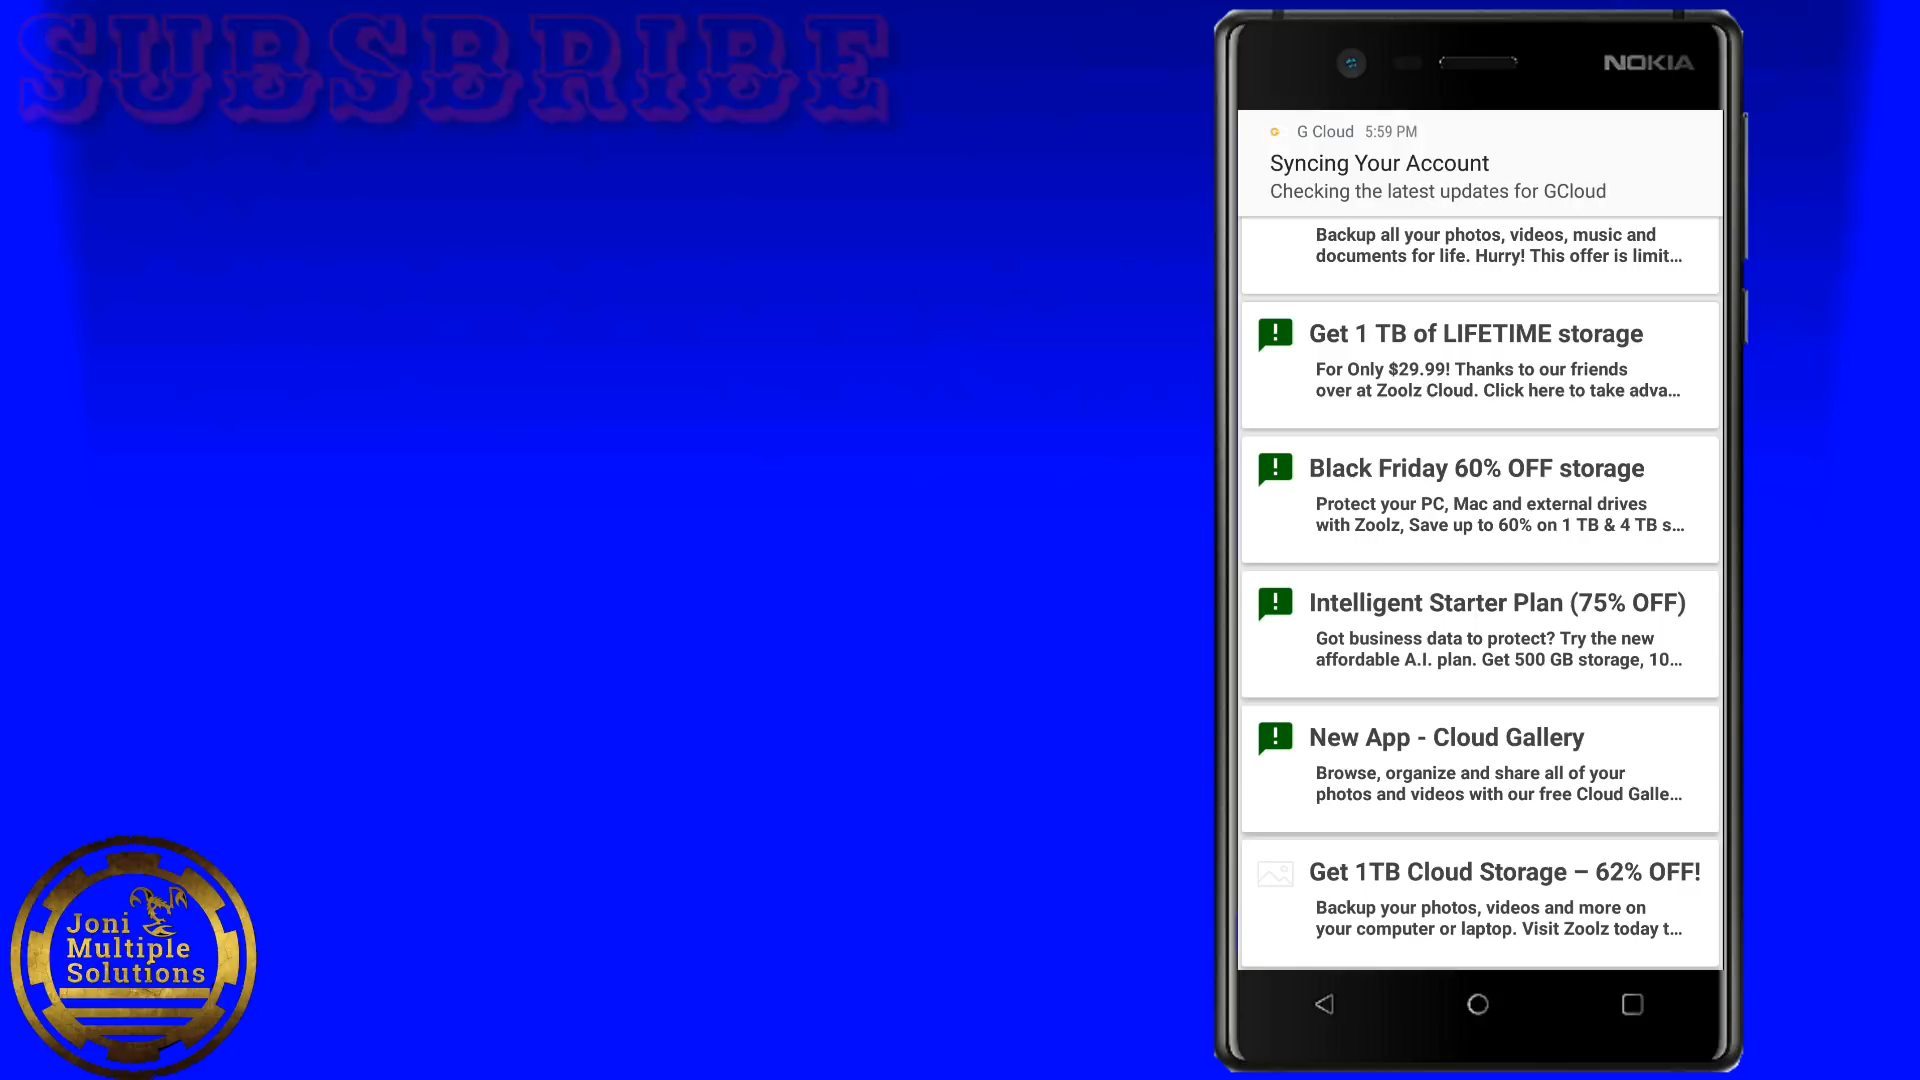 SUBSBRIBE
NOKIA
G Cloud 5:59 PM
Syncing Your Account
Checking the latest updates for GCloud
Backup all your photos, videos, music and
documents for life. Hurry! This offer is limit...
Get 1 TB of LIFETIME storage
For Only $29.99! Thanks to our friends
over at Zoolz Cloud. Click here to take adva...
Black Friday 60% OFF storage
Protect your PC, Mac and external drives
with Zoolz, Save up to 60% on 1 TB & 4 TB s...
Intelligent Starter Plan (75% OFF)
Got business data to protect? Try the new
affordable A.I. plan. Get 500 GB storage, 10...
New App - Cloud Gallery
Browse, organize and share all of your
photos and videos with our free Cloud Galle...
Get 1TB Cloud Storage – 62% OFF!
Backup your photos, videos and more on
your computer or laptop. Visit Zoolz today t...
Joni
Multiple
Solutions